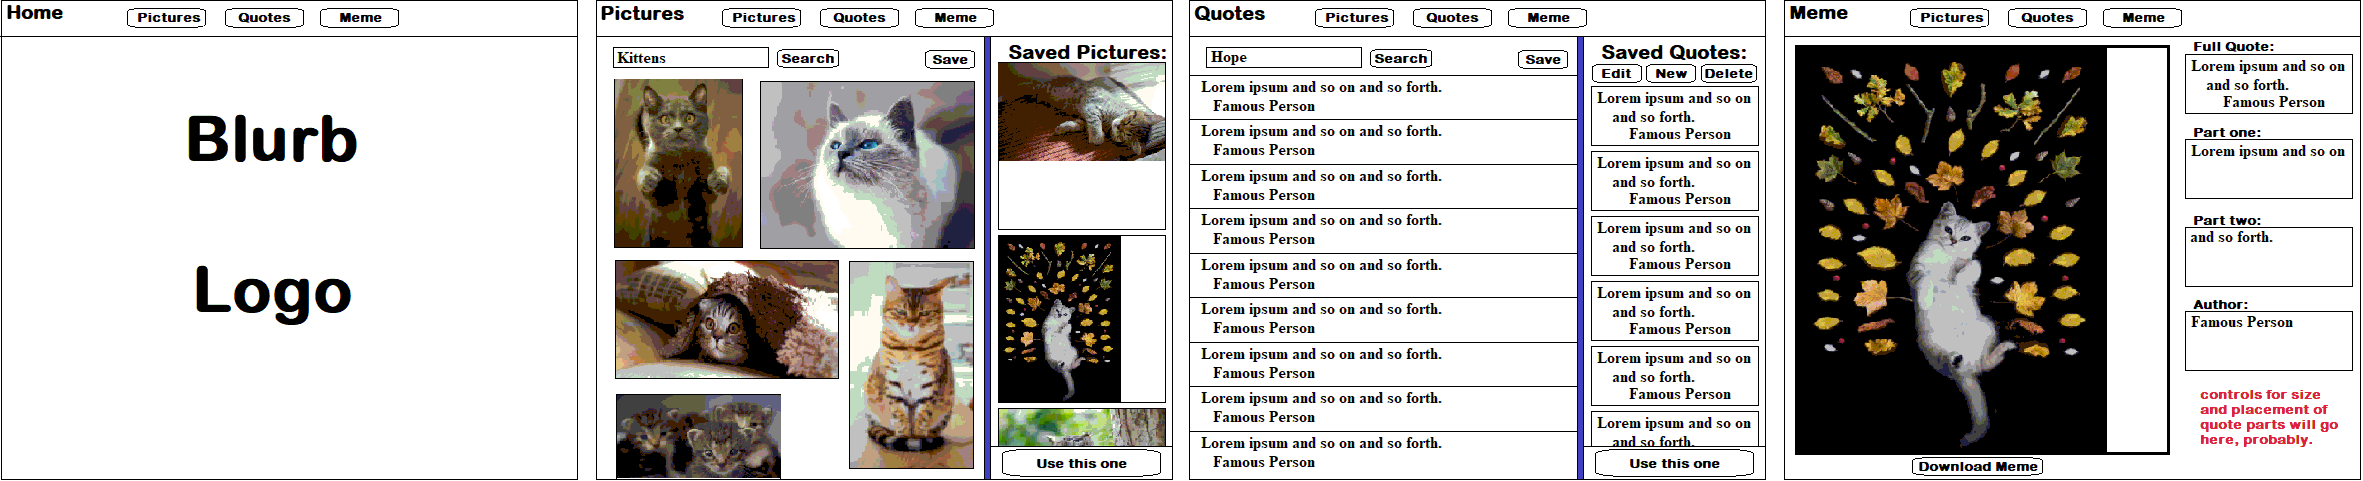 Home
Pictures Quotes Meme
Blurb
Logo
Pictures
Pictures Quotes Meme
Kittens Search Save
Saved Pictures:
Use this one
Quotes
Pictures Quotes Meme
Hope Search Save
Lorem ipsum and so on and so forth.
Famous Person
Lorem ipsum and so on and so forth.
Famous Person
Lorem ipsum and so on and so forth.
Famous Person
Lorem ipsum and so on and so forth.
Famous Person
Lorem ipsum and so on and so forth.
Famous Person
Lorem ipsum and so on and so forth.
Famous Person
Lorem ipsum and so on and so forth.
Famous Person
Lorem ipsum and so on and so forth.
Famous Person
Lorem ipsum and so on and so forth.
Famous Person
Saved Quotes:
Edit New Delete
Lorem ipsum and so on
and so forth.
Famous Person
Lorem ipsum and so on
and so forth.
Famous Person
Lorem ipsum and so on
and so forth.
Famous Person
Lorem ipsum and so on
and so forth.
Famous Person
Lorem ipsum and so on
and so forth.
Famous Person
Lorem ipsum and so on
and so forth.
Use this one
Meme
Pictures Quotes Meme
Full Quote:
Lorem ipsum and so on
and so forth.
Famous Person
Part one:
Lorem ipsum and so on
Part two:
and so forth.
Author:
Famous Person
controls for size
and placement of
quote parts will go
here, probably.
Download Meme